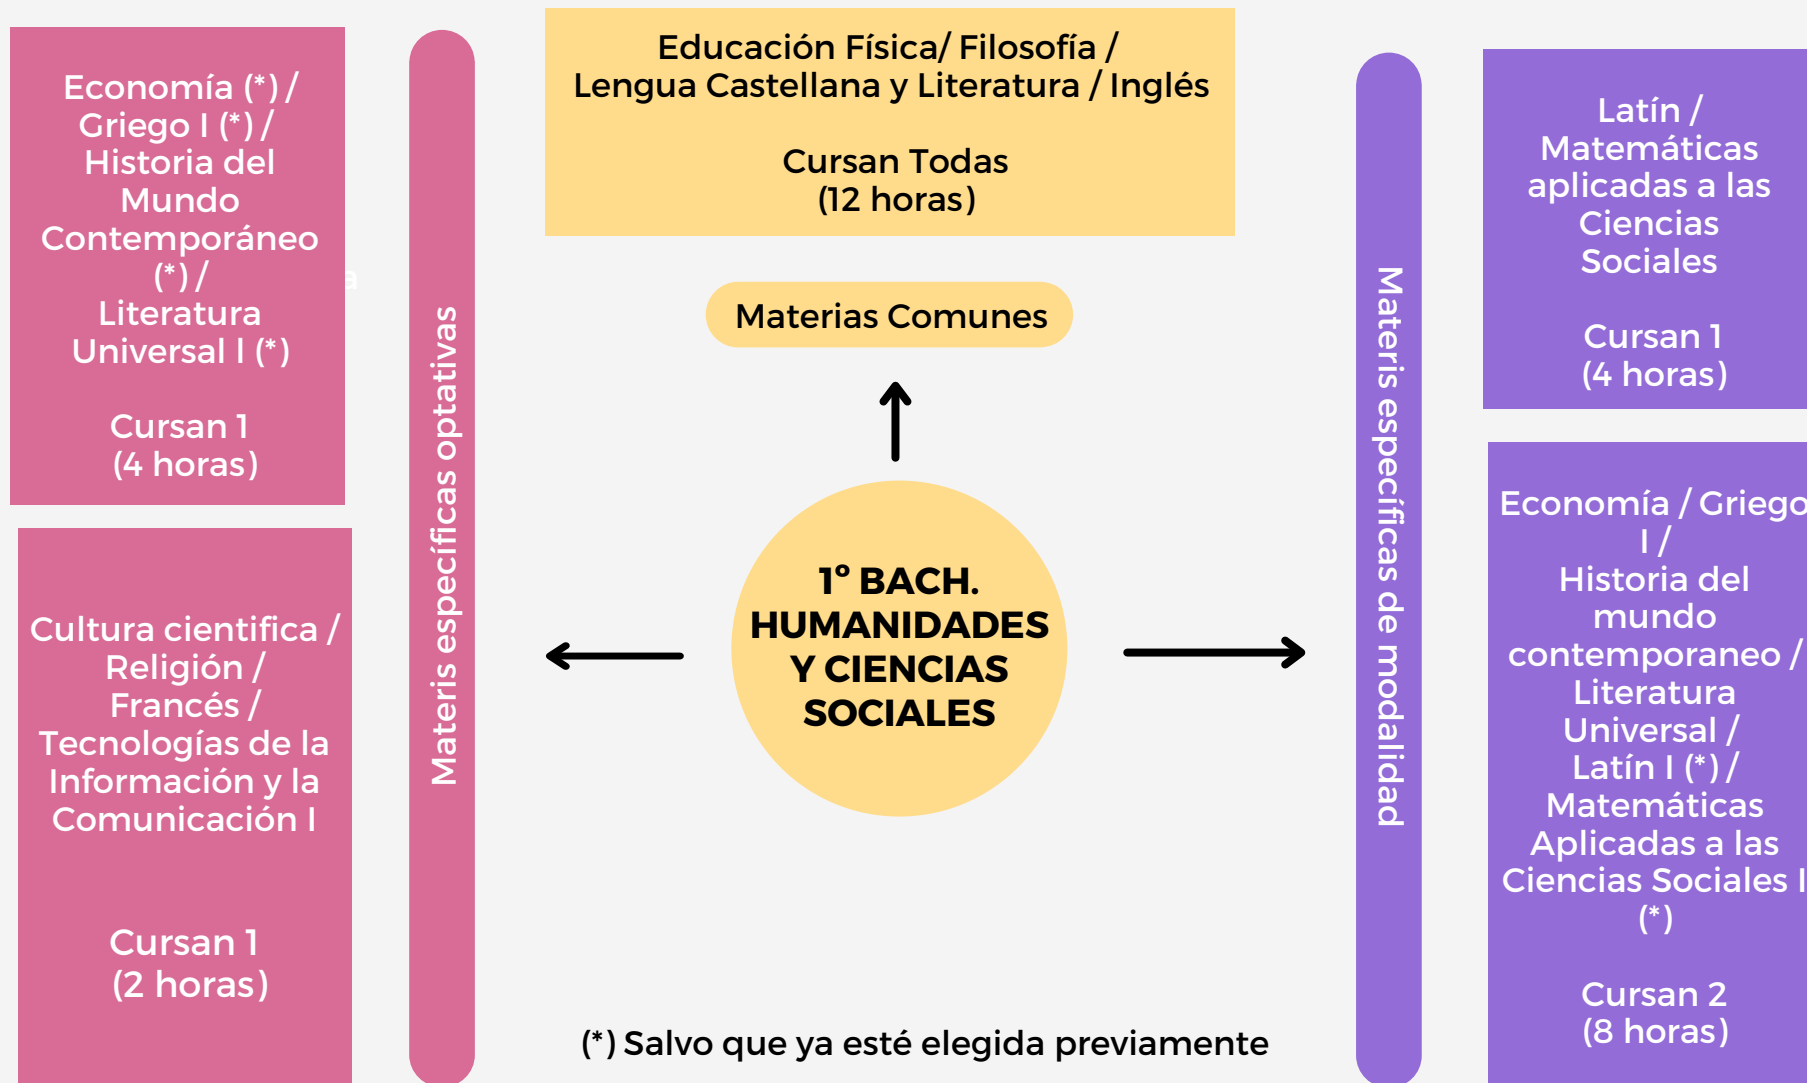 Economía (*) /
Griego I (*) /
Historia del
Mundo
Contemporáneo
(*) /
Literatura
Universal I (*)
Cursan 1
(4 horas)
a
Cultura cientifica /
Religión /
Francés /
Tecnologías de la
Información y la
Comunicación I
Cursan 1
(2 horas)
Materis específicas optativas
Educación Física/ Filosofía /
Lengua Castellana y Literatura / Inglés
Cursan Todas
(12 horas)
Materias Comunes
1º BACH.
HUMANIDADES
Y CIENCIAS
SOCIALES
(*) Salvo que ya esté elegida previamente
Materis específicas de modalidad
Latín /
Matemáticas
aplicadas a las
Ciencias
Sociales
Cursan 1
(4 horas)
Economía / Griego
I /
Historia del
mundo
contemporaneo /
Literatura
Universal /
Latín I (*) /
Matemáticas
Aplicadas a las
Ciencias Sociales I
(*)
Cursan 2
(8 horas)